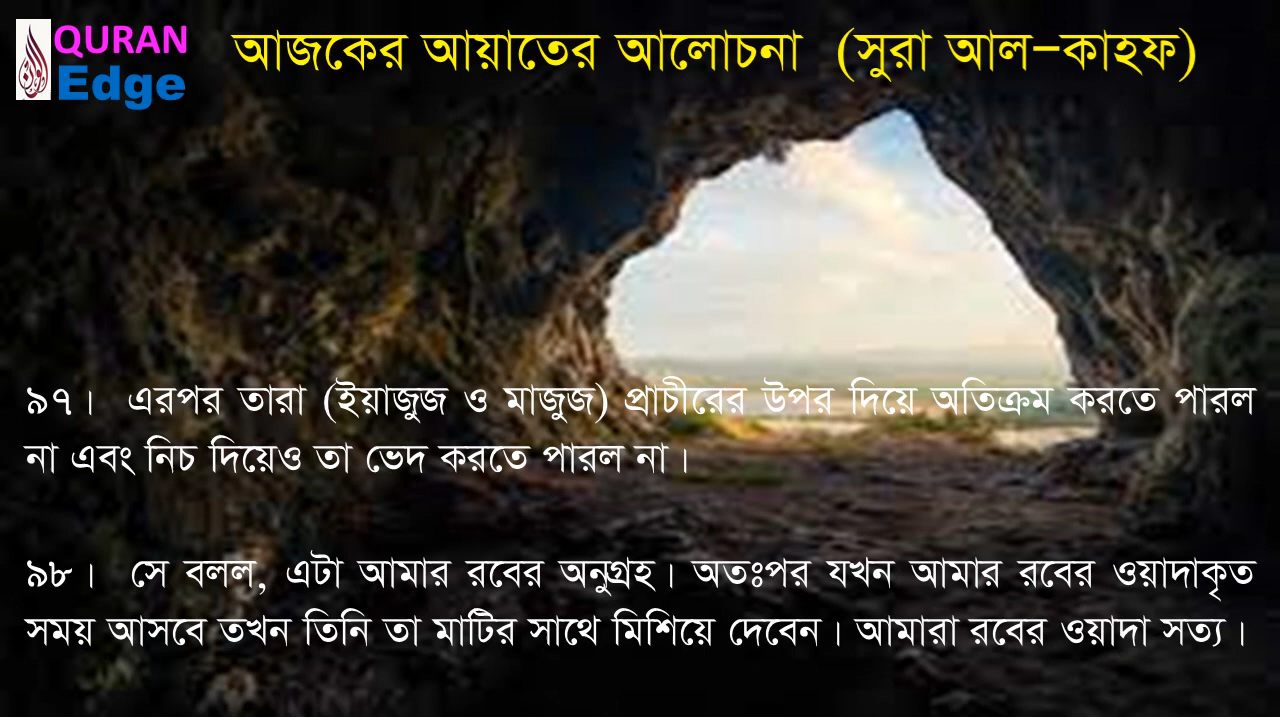 QURAN
Edge
আজকের আয়াতের আলোচনা (সুরা আল-কাহফ)
৯৭। এরপর তারা (ইয়াজুজ ও মাজুজ) প্রাচীরের উপর দিয়ে অতিক্রম করতে পারল
না এবং নিচ দিয়েও তা ভেদ করতে পারল না।
৯৮। সে বলল, এটা আমার রবের অনুগ্রহ। অতঃপর যখন আমার রবের ওয়াদাকৃত
সময় আসবে তখন তিনি তা মাটির সাথে মিশিয়ে দেবেন। আমারা রবের ওয়াদা সত্য।